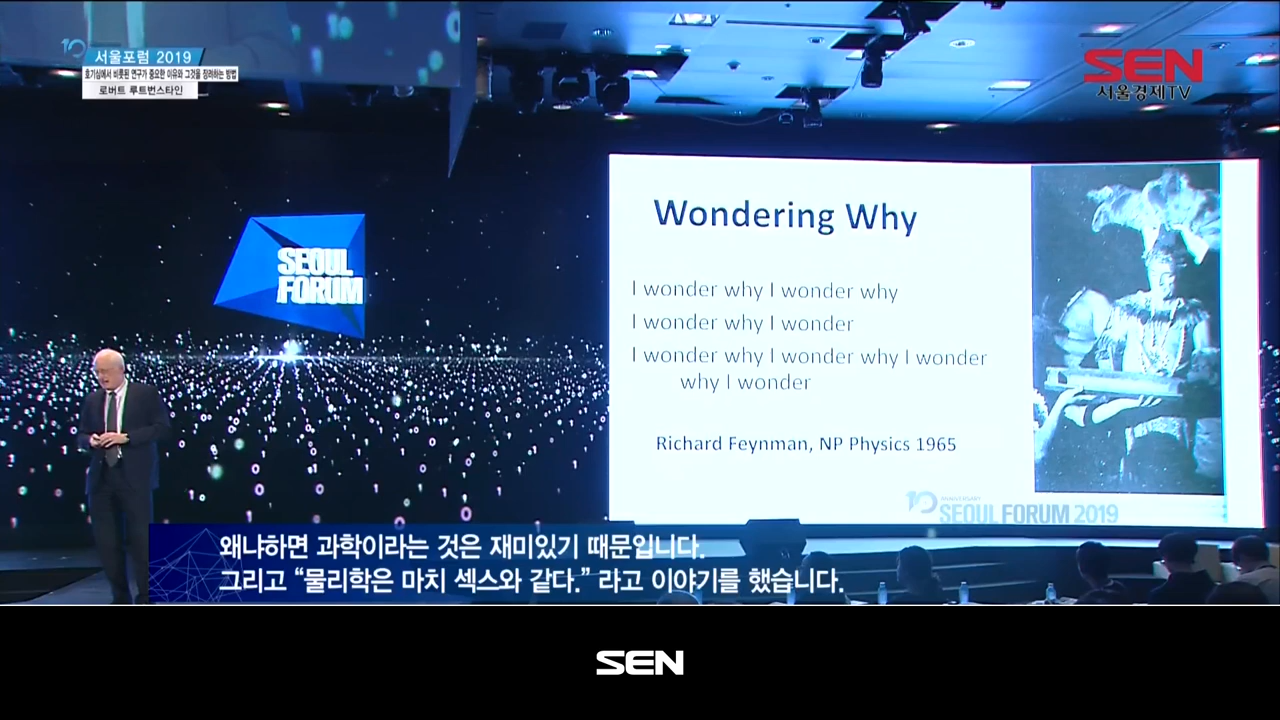 10
서울포럼 2019
호기심에서 비롯된 연구가 중요한 이유와 그것을 장려하는 방법
로버트 루트번스타인
SEN
서울경제TV
SEOUL
FORUM
Wondering Why
I wonder why I wonder why
I wonder why I wonder
I wonder why I wonder why I wonder
why I wonder
Richard Feynman, NP Physics 1965
10 ANNIVERSARY
SEOUL FORUM 2019
왜냐하면 과학이라는 것은 재미있기 때문입니다.
그리고 “물리학은 마치 섹스와 같다.” 라고 이야기를 했습니다.
SEN